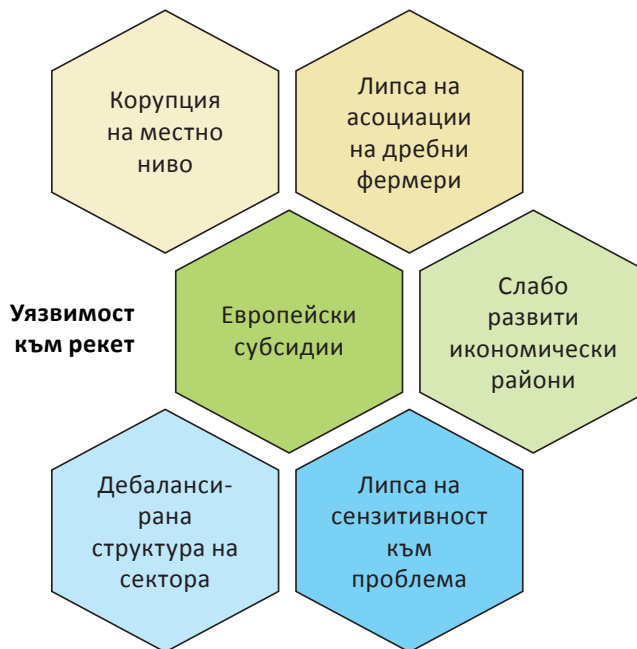 Корупция
на местно
ниво
Липса на
асоциации
на дребни
фермери
Уязвимост
към рекет
Европейски
субсидии
Слабо
развити
икономически
райони
Дебаланси-
рана
структура на
сектора
Липса на
сензитивност
към
проблема